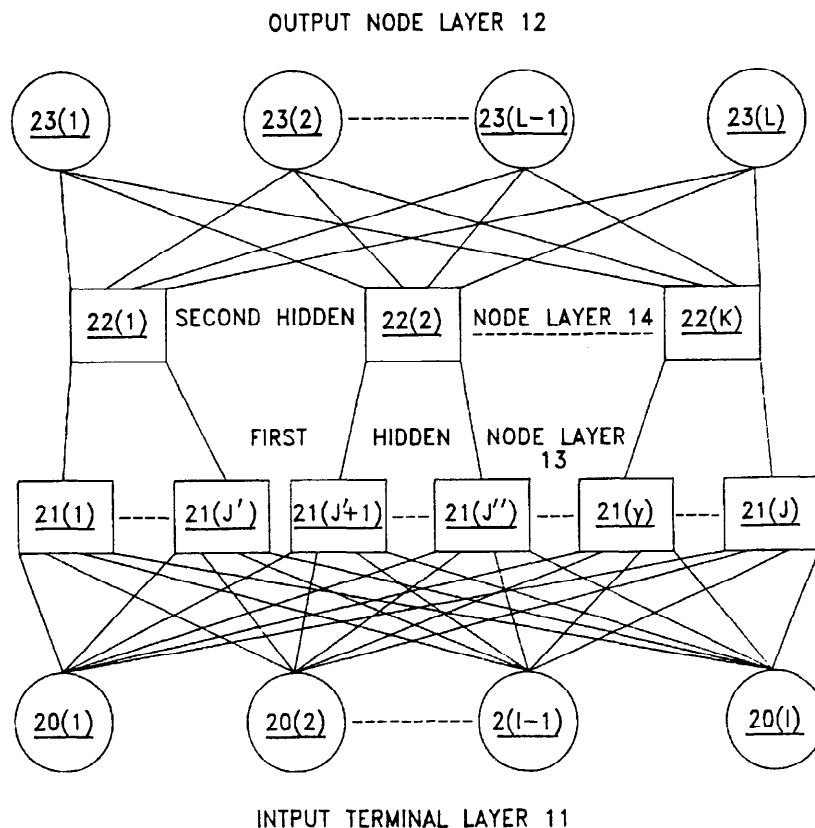 OUTPUT NODE LAYER 12
23(1) 23(2) 23(L-1) 23(L)
22(1) SECOND HIDDEN 22(2) NODE LAYER 14 22(K)
FIRST HIDDEN NODE LAYER
13
21(1) 21(J') 21(J'+1) 21(J'') 21(y) 21(J)
20(1) 20(2) 2(I-1) 20(I)
INTPUT TERMINAL LAYER 11